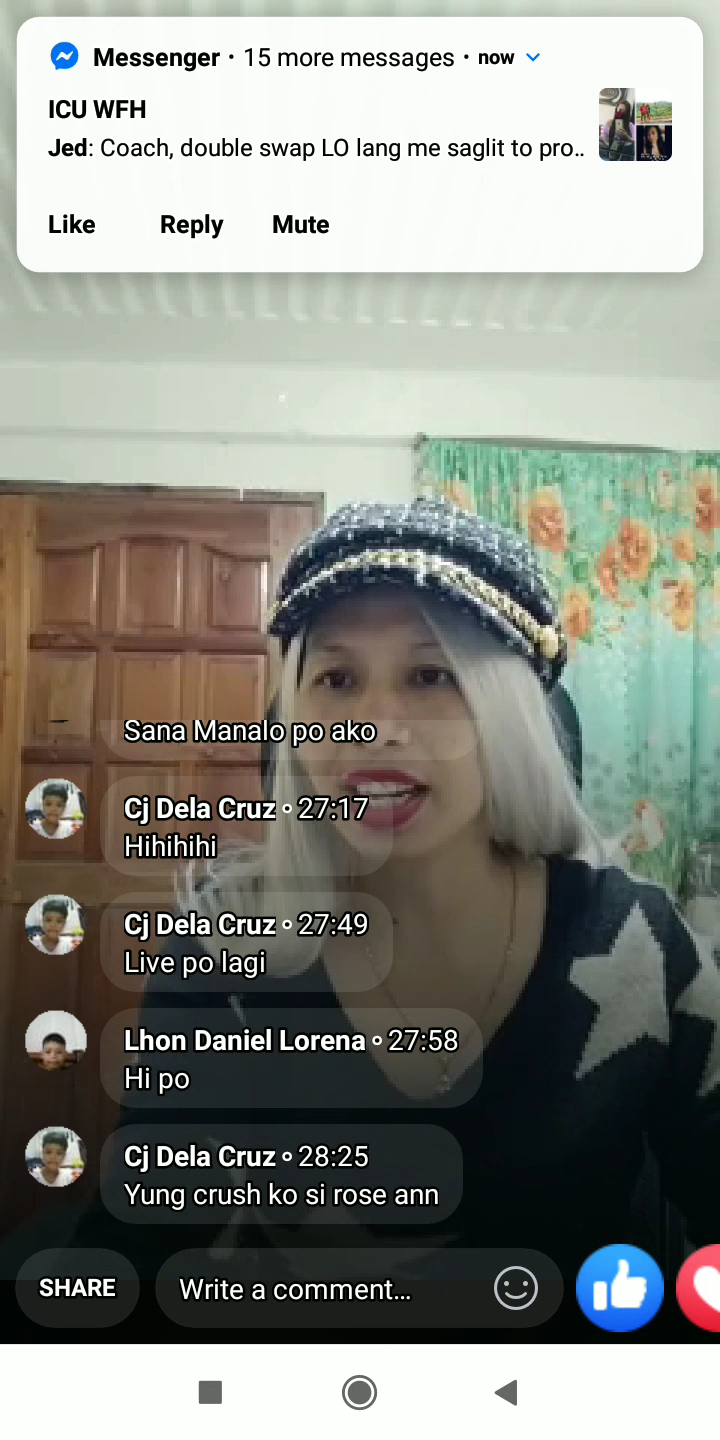 Messenger · 15 more messages · now
ICU WFH
Jed: Coach, double swap LO lang me saglit to pro..
Like Reply Mute
Sana Manalo po ako
Cj Dela Cruz ∘ 27:17
Hihihihi
Cj Dela Cruz ∘ 27:49
Live po lagi
Lhon Daniel Lorena ∘ 27:58
Hi po
Cj Dela Cruz ∘ 28:25
Yung crush ko si rose ann
SHARE Write a comment...